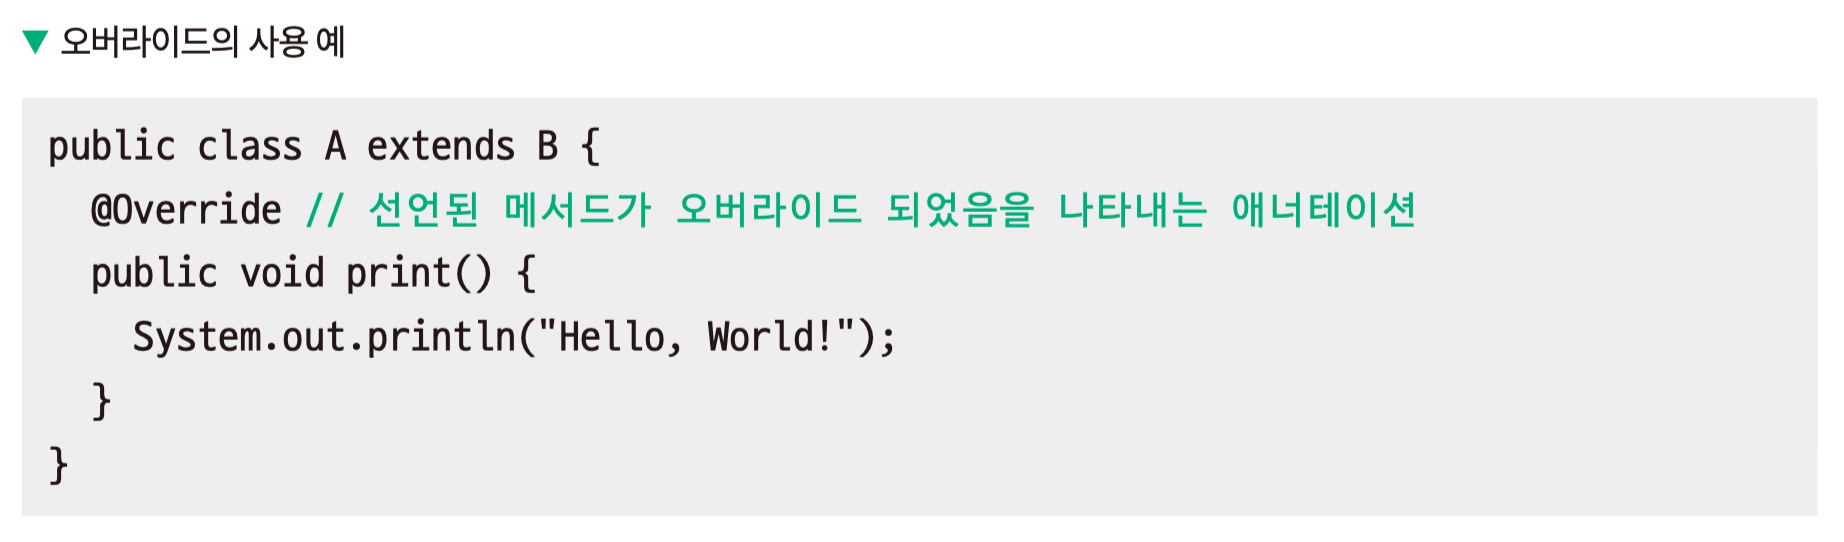 ▼ 오버라이드의 사용 예
public class A extends B {
  @Override // 선언된 메서드가 오버라이드 되었음을 나타내는 애너테이션
  public void print() {
    System.out.println("Hello, World!");
  }
}